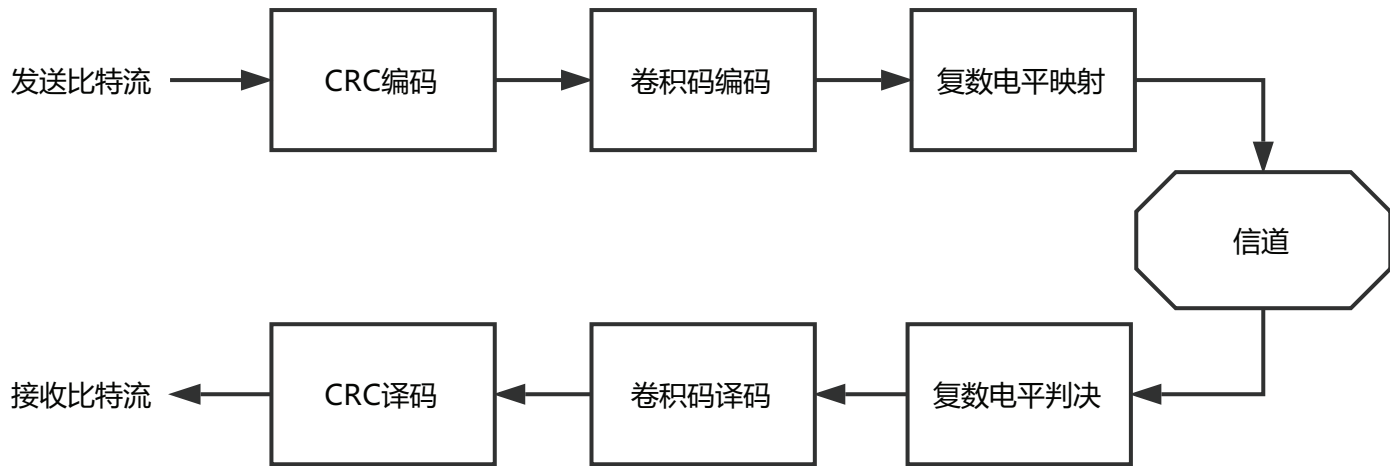 发送比特流
CRC编码
卷积码编码
复数电平映射
信道
复数电平判决
卷积码译码
CRC译码
接收比特流